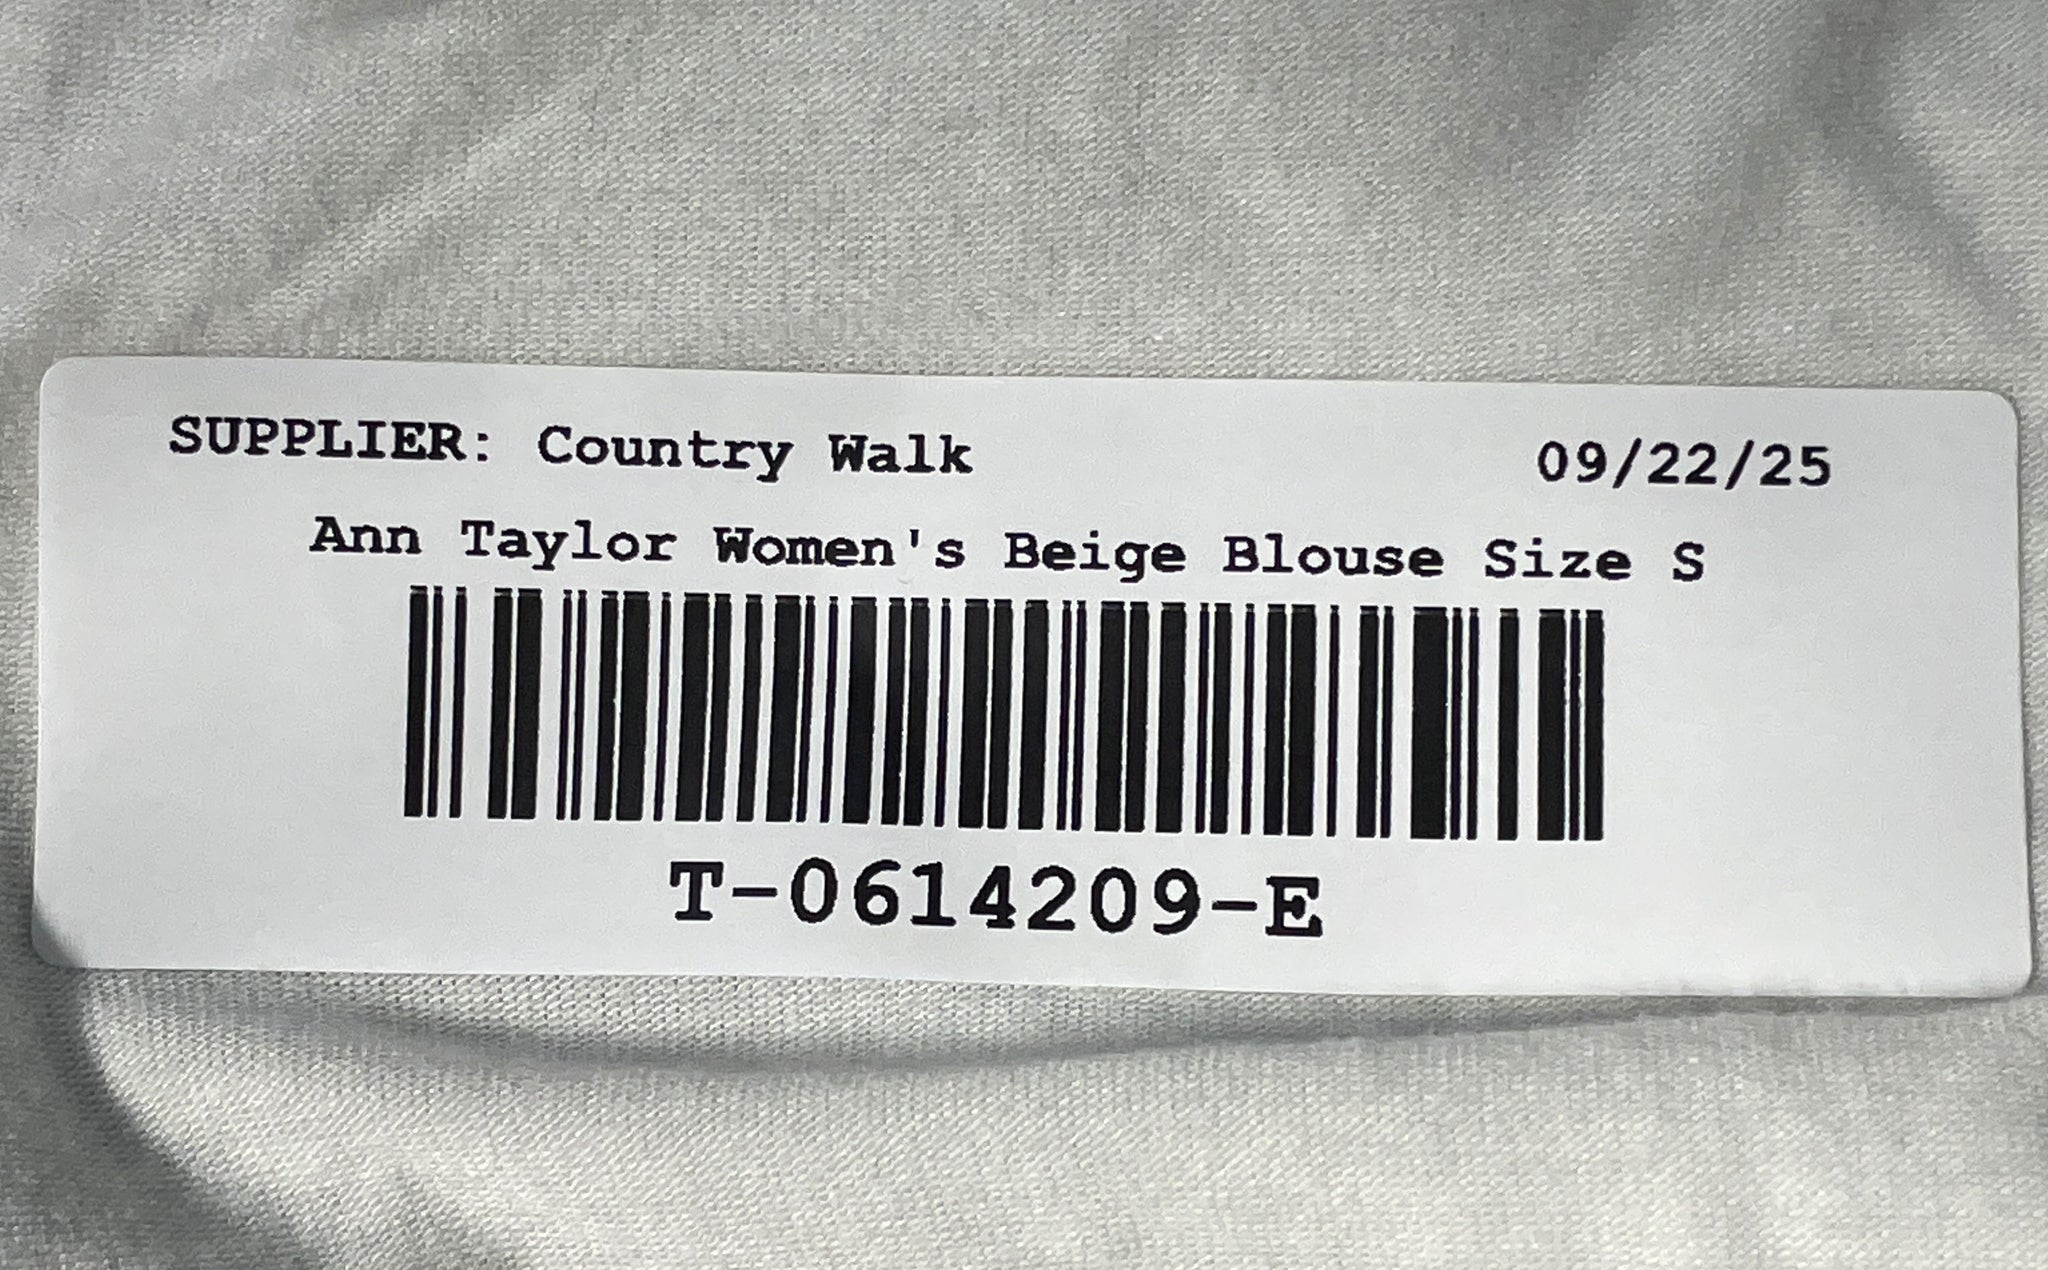 SUPPLIER: Country Walk 09/22/25
Ann Taylor Women's Beige Blouse Size S
T-0614209-E